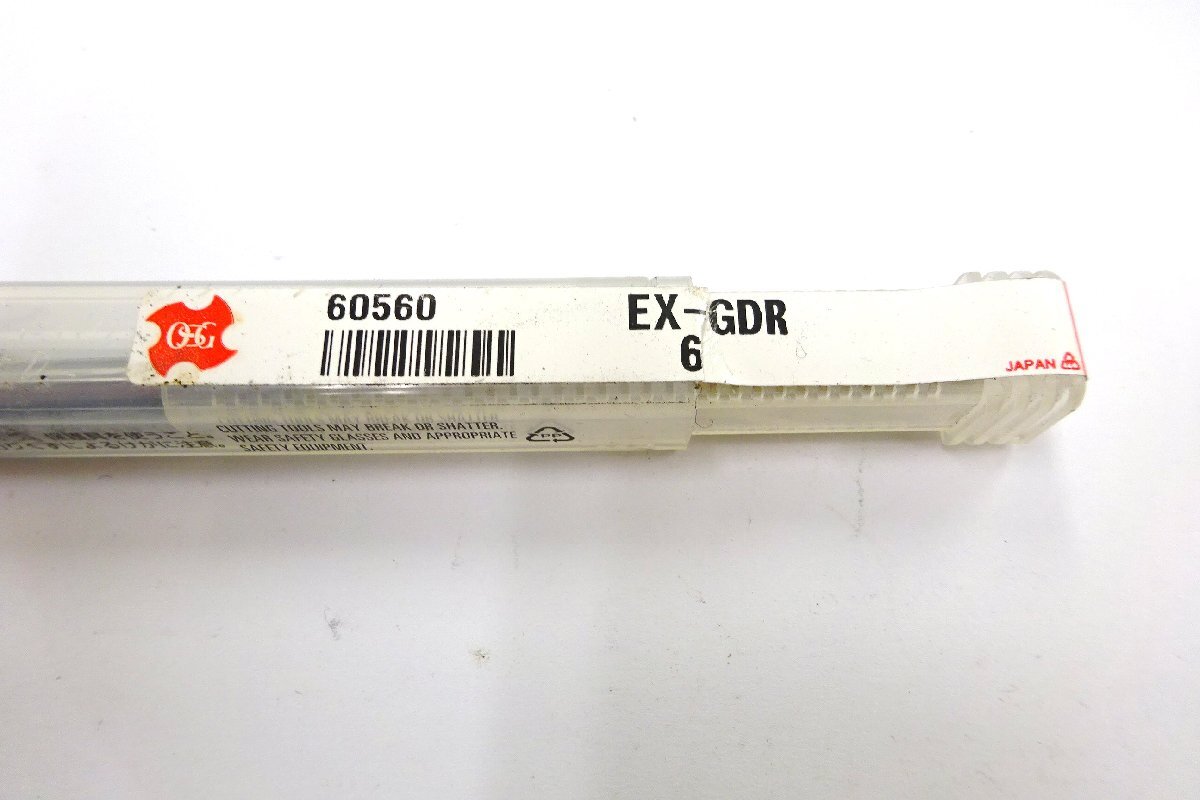 OSG
60560
EX-GDR
6
JAPAN
CUTTING TOOLS MAY BREAK OR SHATTER.
WEAR SAFETY GLASSES AND APPROPRIATE
SAFETY EQUIPMENT.
PP